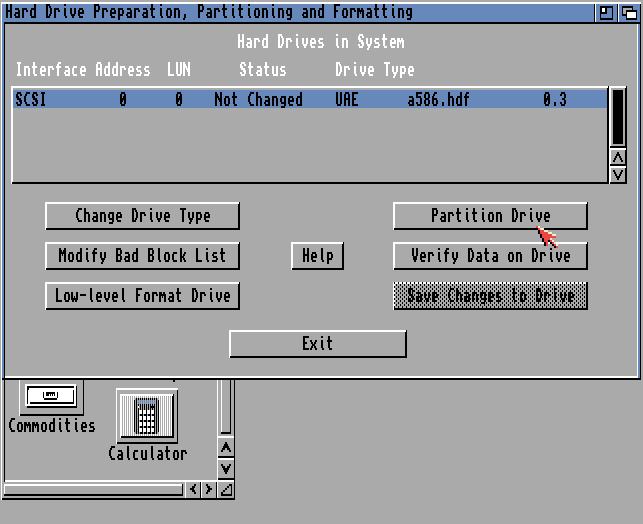 Hard Drive Preparation, Partitioning and Formatting
Hard Drives in System
Interface Address LUN Status Drive Type
SCSI 0 0 Not Changed UAE a586.hdf 0.3
Change Drive Type
Partition Drive
Modify Bad Block List
Help
Verify Data on Drive
Low-level Format Drive
Save Changes to Drive
Exit
Commodities
Calculator